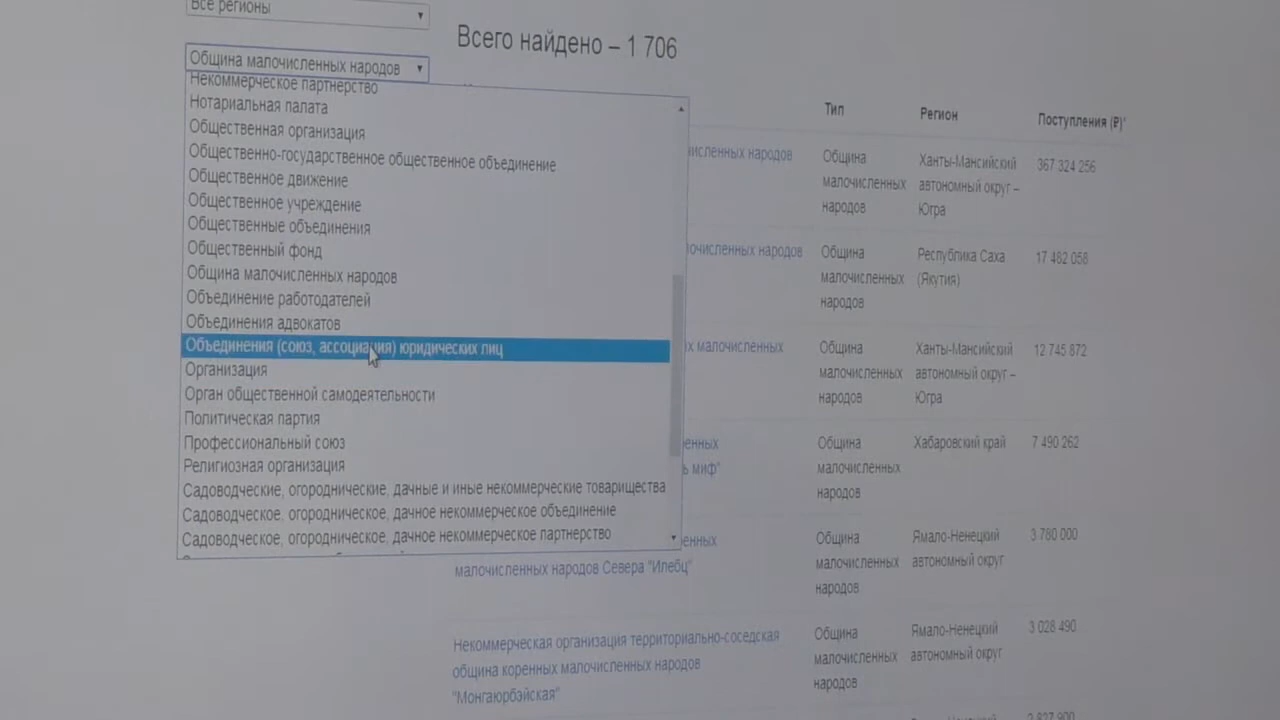 Все регионы
Всего найдено – 1 706
Община малочисленных народов
Некоммерческое партнерство
Нотариальная палата
Общественная организация
Общественно-государственное общественное объединение
Общественное движение
Общественное учреждение
Общественные объединения
Общественный фонд
Община малочисленных народов
Объединение работодателей
Объединения адвокатов
Объединения (союз, ассоциация) юридических лиц
Организация
Орган общественной самодеятельности
Политическая партия
Профессиональный союз
Религиозная организация
Садоводческие, огороднические, дачные и иные некоммерческие товарищества
Садоводческое, огородническое, дачное некоммерческое объединение
Садоводческое, огородническое, дачное некоммерческое партнерство
Тип Регион Поступления (₽)*
народов Община Ханты-Мансийский 367 324 256
малочисленных автономный округ –
народов Югра
народов Община Республика Саха 17 462 058
малочисленных (Якутия)
народов
малочисленных Община Ханты-Мансийский 12 745 872
малочисленных автономный округ –
народов Югра
Община Хабаровский край 7 490 262
миф" малочисленных
народов
Община Ямало-Ненецкий 3 780 000
малочисленных народов Севера "Илебц" малочисленных автономный округ
народов
Некоммерческая организация территориально-соседская Община Ямало-Ненецкий 3 028 490
община коренных малочисленных народов малочисленных автономный округ
"Монгаюрбэйская" народов